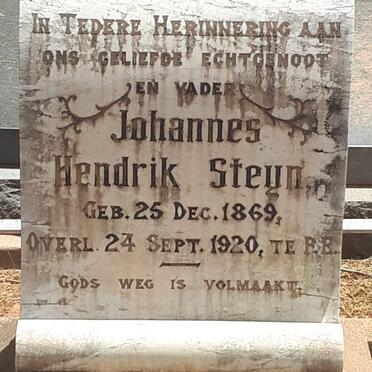 In Tedere Herinnering aan
ons geliefde echtgenoot
en vader
Johannes
Hendrik Steyn,
Geb. 25 Dec. 1869,
Overl. 24 Sept. 1920, te P.E.
Gods weg is volmaakt.